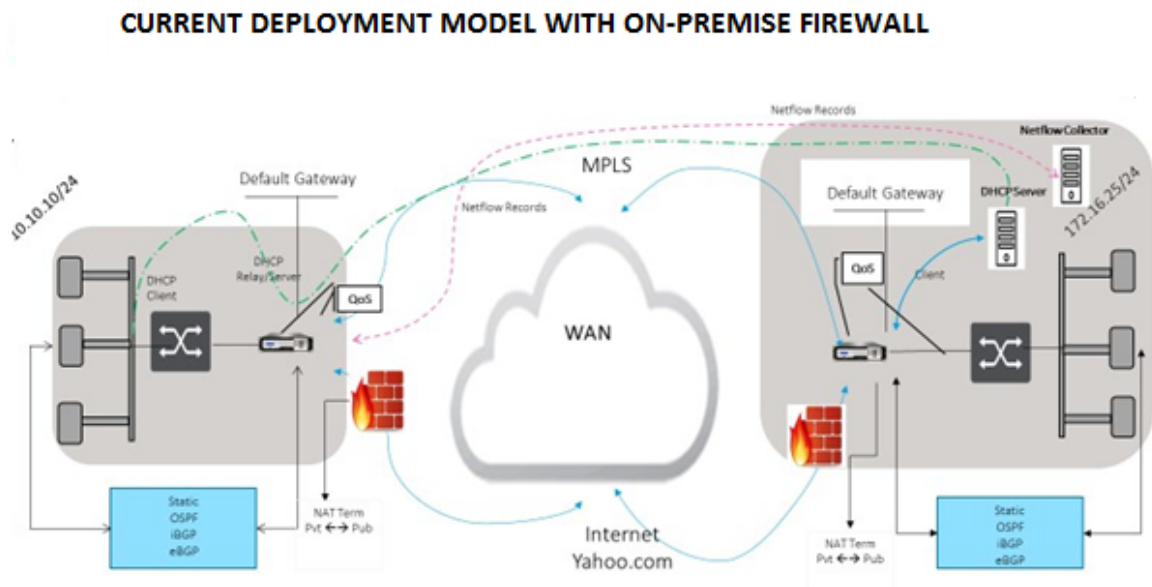 CURRENT DEPLOYMENT MODEL WITH ON-PREMISE FIREWALL
Netflow Records
Netflow Collector
MPLS
Default Gateway
Default Gateway
DHCP Server
10.10.10/24
172.16.25/24
Netflow Records
DHCP
Relay/Server
DHCP
Client
QoS
QoS
Client
WAN
Static
OSPF
iBGP
eBGP
NAT Term
Pvt ←→ Pub
Internet
Yahoo.com
NAT Term
Pvt ←→ Pub
Static
OSPF
iBGP
eBGP